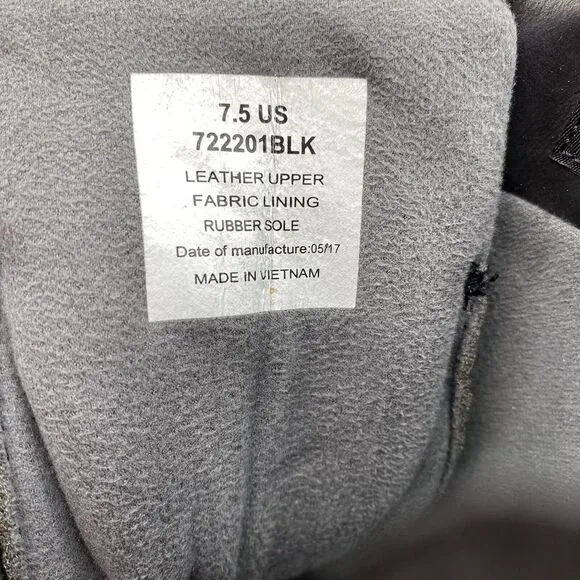 7.5 US
722201BLK
LEATHER UPPER
FABRIC LINING
RUBBER SOLE
Date of manufacture:05/17
MADE IN VIETNAM